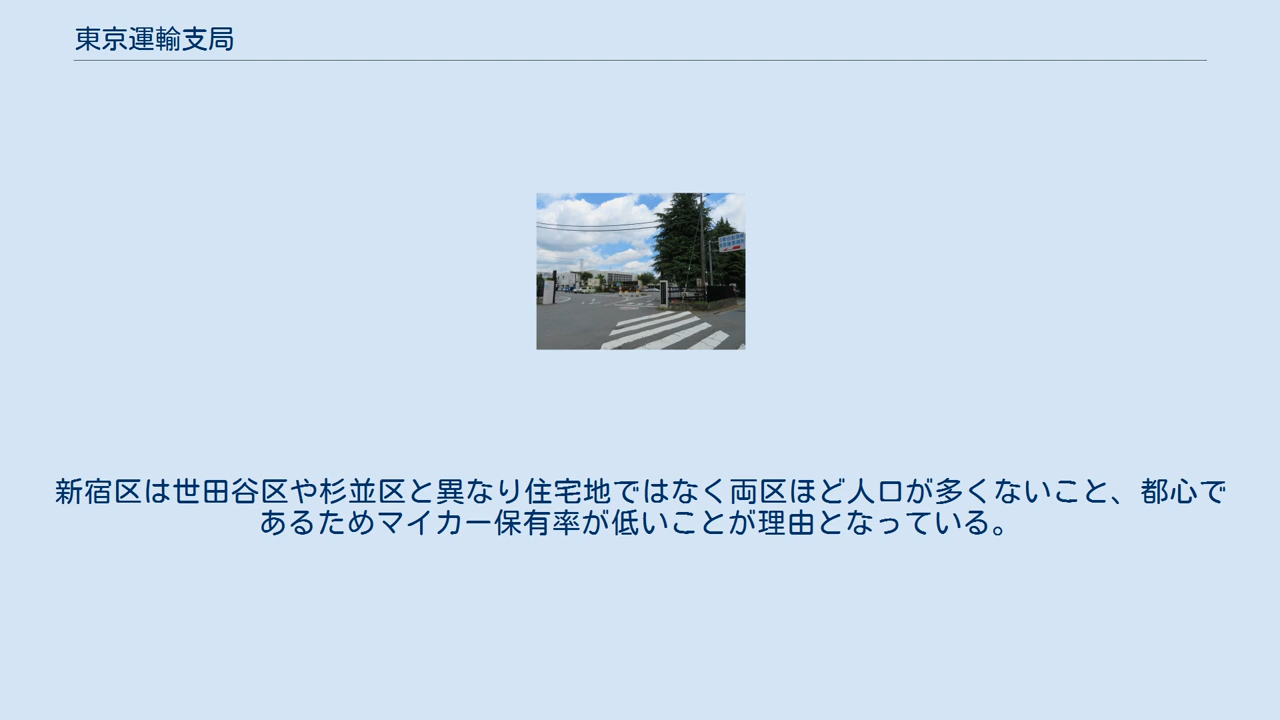 東京運輸支局
新宿区は世田谷区や杉並区と異なり住宅地ではなく両区ほど人口が多くないこと、都心で
あるためマイカー保有率が低いことが理由となっている。